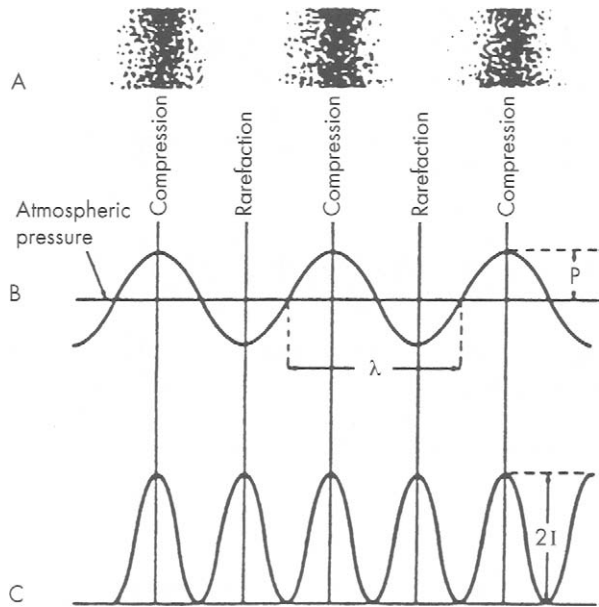 A
Compression
Rarefaction
Compression
Rarefaction
Compression
Atmospheric
pressure
P
B
λ
2I
C